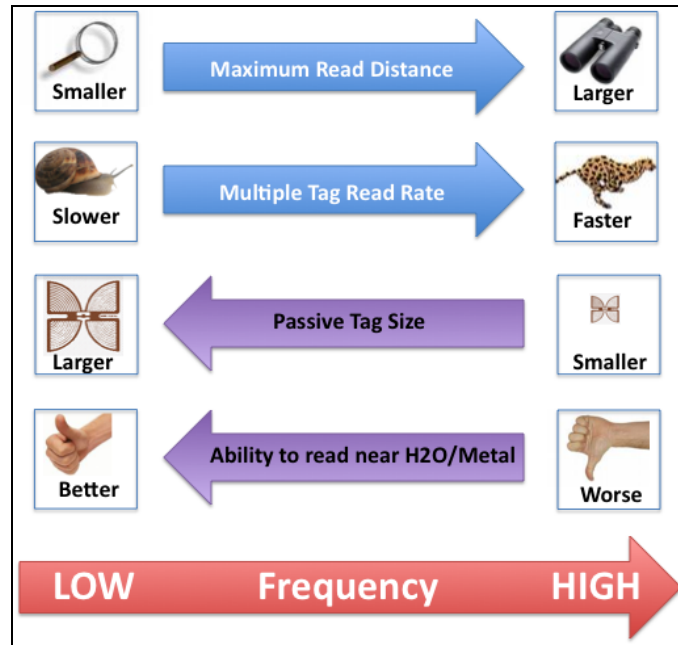 Smaller
Maximum Read Distance
Larger
Slower
Multiple Tag Read Rate
Faster
Larger
Passive Tag Size
Smaller
Better
Ability to read near H2O/Metal
Worse
LOW Frequency HIGH